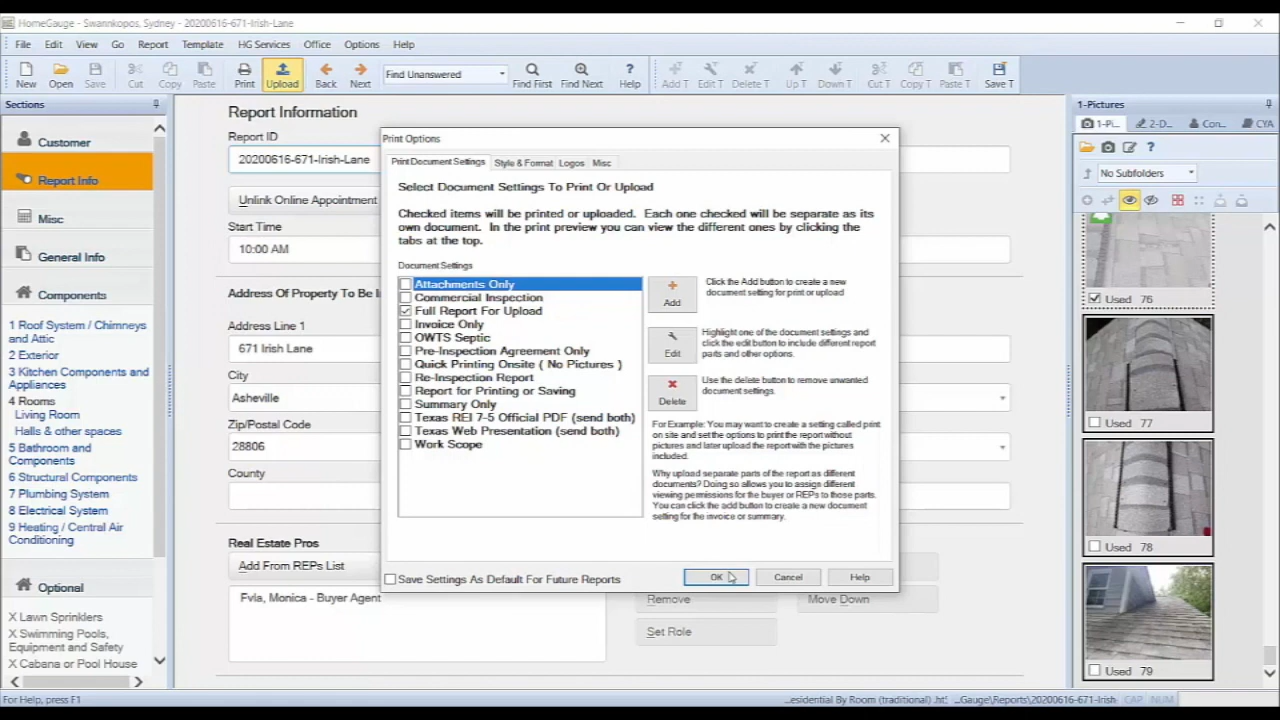 HomeGauge - Swannkopos, Sydney - 20200616-671-Irish-Lane
File Edit View Go Report Template HG Services Office Options Help
New Open Save Cut Copy Paste Print Upload Back Next Find Unanswered Find First Find Next Help Add T Edit T Delete T Up T Down T Cut T Copy T Paste T Save T
Sections
Customer
Report Info
Misc
General Info
Components
1 Roof System / Chimneys
and Attic
2 Exterior
3 Kitchen Components and
Appliances
4 Rooms
Living Room
Halls & other spaces
5 Bathroom and
Components
6 Structural Components
7 Plumbing System
8 Electrical System
9 Heating / Central Air
Conditioning
Optional
X Lawn Sprinklers
X Swimming Pools,
Equipment and Safety
X Cabana or Pool House
Report Information
Report ID
20200616-671-Irish-Lane
Unlink Online Appointment
Start Time
10:00 AM
Address Of Property To Be In
Address Line 1
671 Irish Lane
City
Asheville
Zip/Postal Code
28806
County
Real Estate Pros
Add From REPs List
Fvla, Monica - Buyer Agent
Remove
Move Down
Set Role
Print Options
Print Document Settings Style & Format Logos Misc
Select Document Settings To Print Or Upload
Checked items will be printed or uploaded. Each one checked will be separate as its
own document. In the print preview you can view the different ones by clicking the
tabs at the top.
Document Settings
Attachments Only
Commercial Inspection
Full Report For Upload
Invoice Only
OWTS Septic
Pre-Inspection Agreement Only
Quick Printing Onsite ( No Pictures )
Re-Inspection Report
Report for Printing or Saving
Summary Only
Texas REI 7-5 Official PDF (send both)
Texas Web Presentation (send both)
Work Scope
Add
Click the Add button to create a new
document setting for print or upload
Edit
Highlight one of the document settings and
click the edit button to include different report
parts and other options.
Delete
Use the delete button to remove unwanted
document settings.
For Example: You may want to create a setting called print
on site and set the options to print the report without
pictures and later upload the report with the pictures
included.
Why upload separate parts of the report as different
documents? Doing so allows you to assign different
viewing permissions for the buyer or REPs to those parts.
You can click the add button to create a new document
setting for the invoice or summary.
Save Settings As Default For Future Reports
OK
Cancel
Help
1-Pictures
1-Pi... 2-D... Con... CYA
No Subfolders
Used 76
Used 77
Used 78
Used 79
For Help, press F1
...esidential By Room (traditional) .ht! ...Gauge\Reports\20200616-671-Irish
CAP NUM